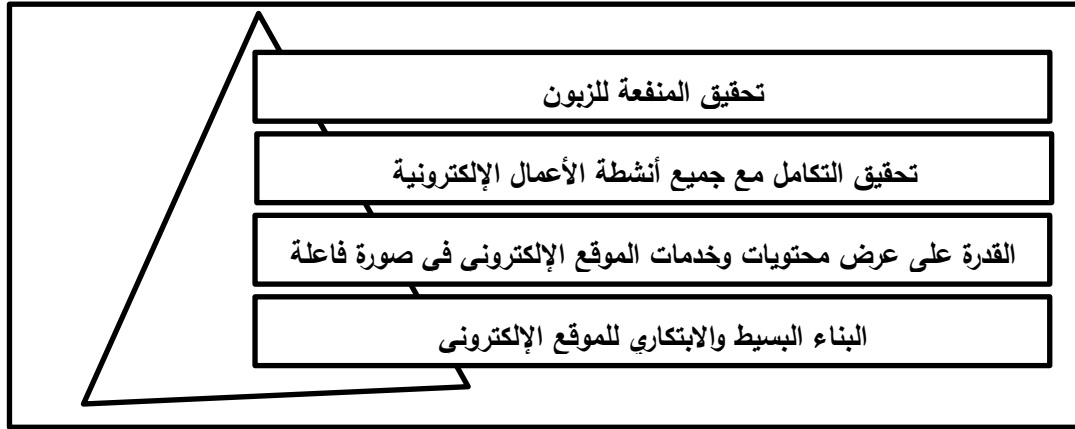 تحقيق المنفعة للزبون
تحقيق التكامل مع جميع أنشطة الأعمال الإلكترونية
القدرة على عرض محتويات وخدمات الموقع الإلكترونى فى صورة فاعلة
البناء البسيط والابتكاري للموقع الإلكترونى